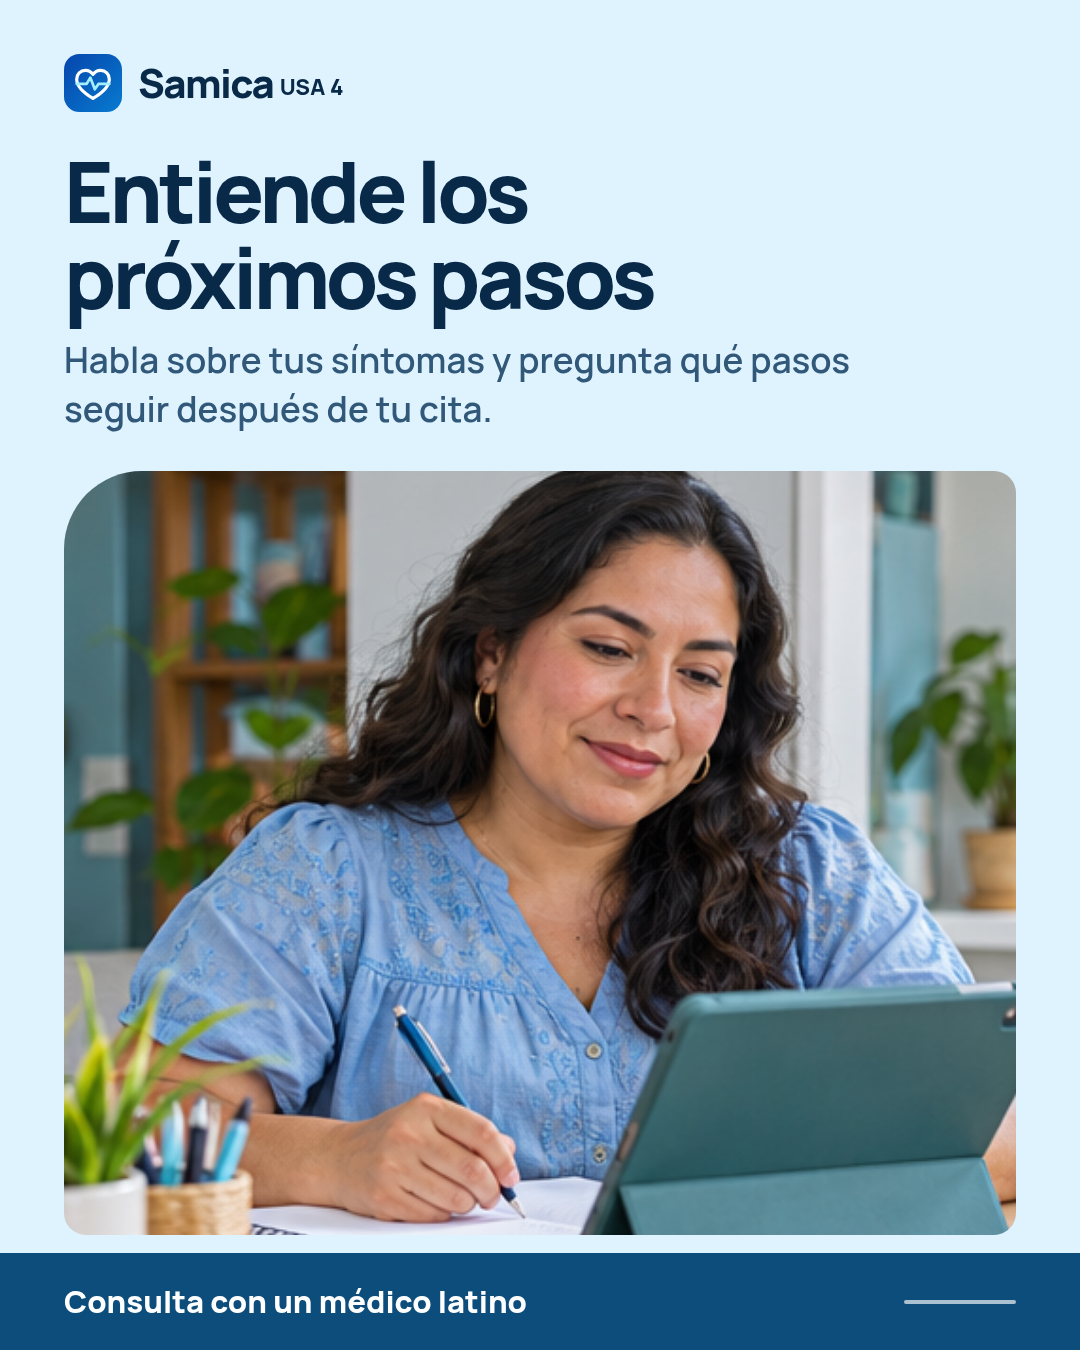 Samica USA 4
Entiende los
próximos pasos
Habla sobre tus síntomas y pregunta qué pasos
seguir después de tu cita.
Consulta con un médico latino